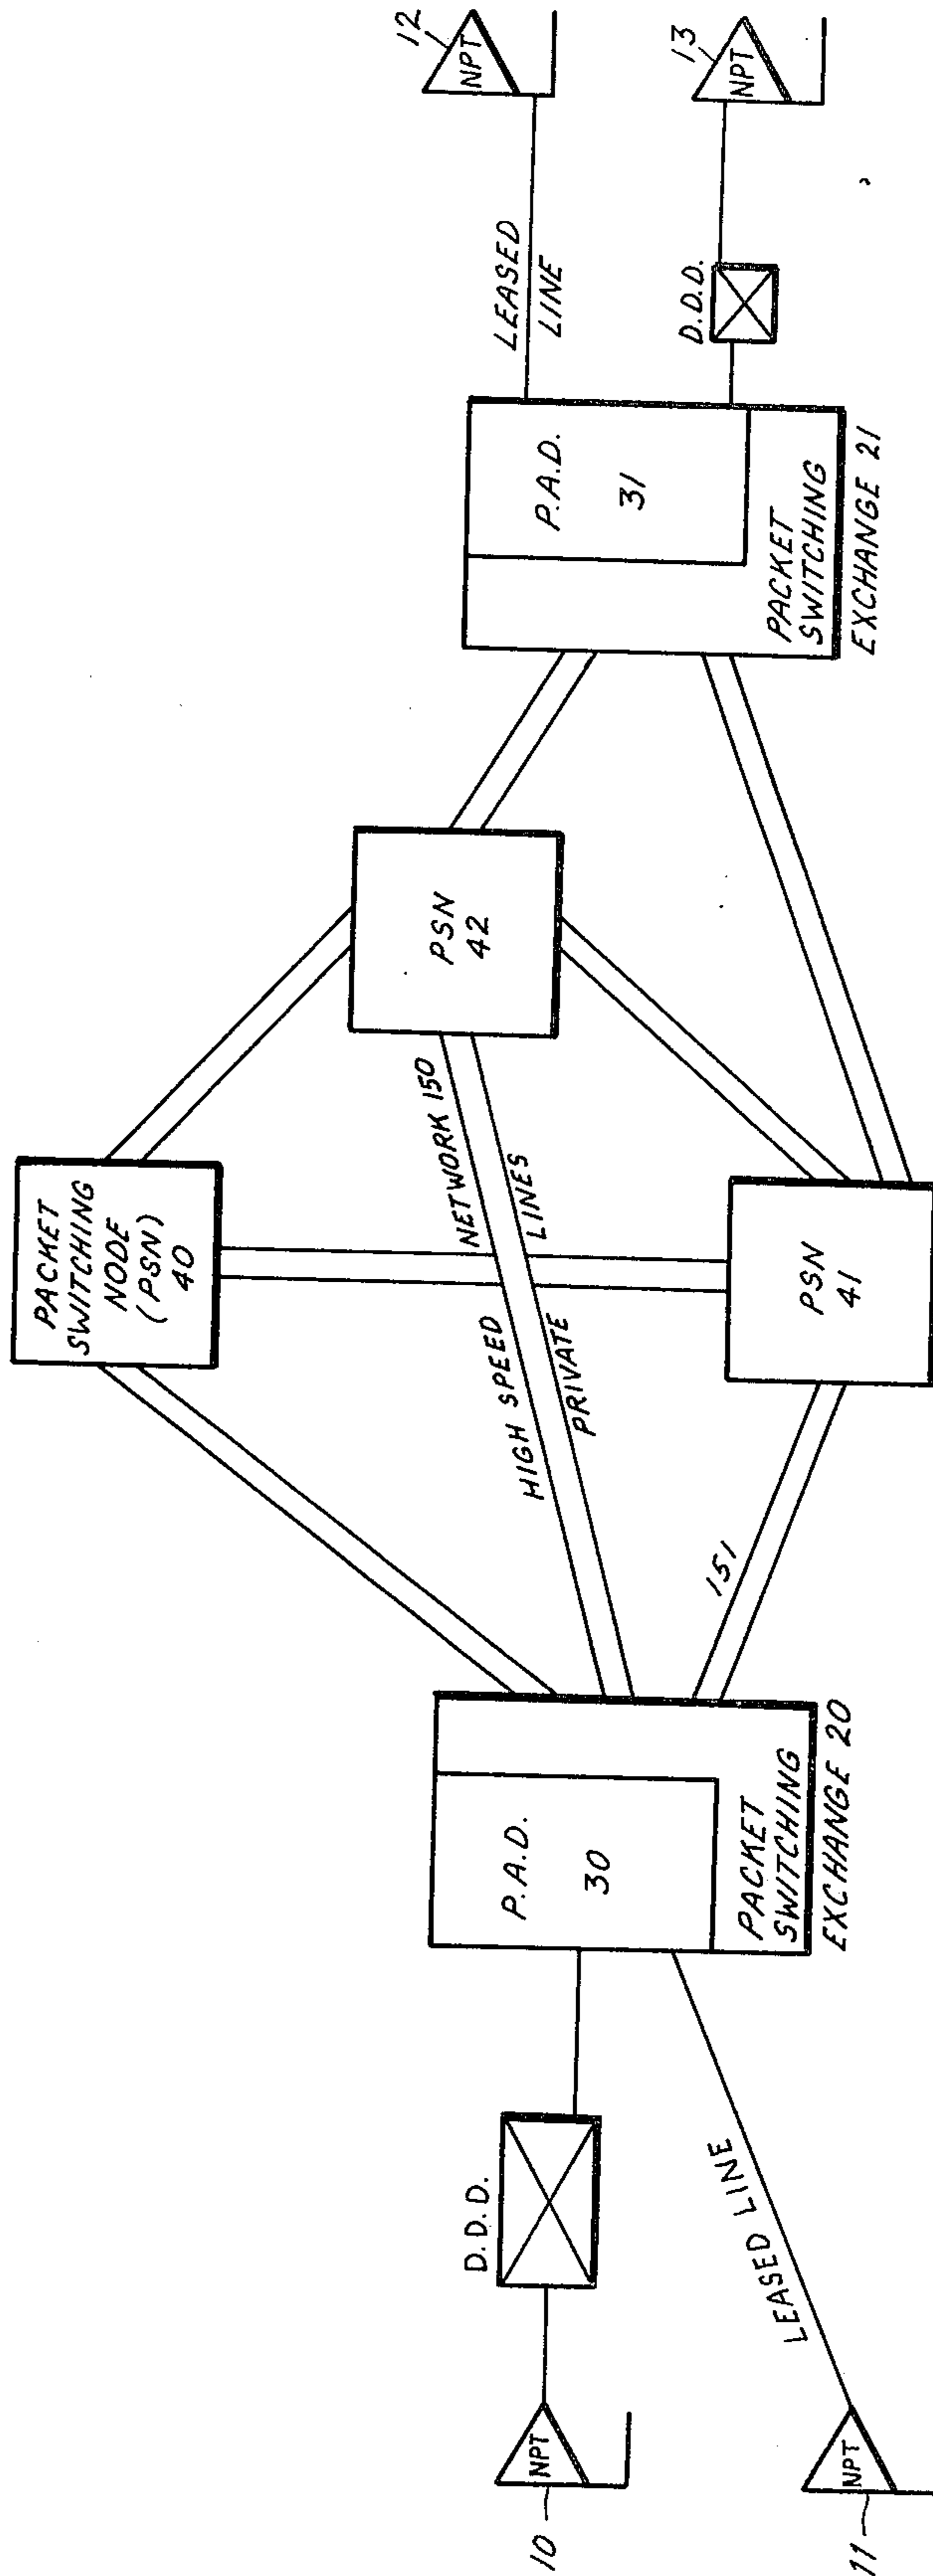 PACKET
SWITCHING
NODE
(PSN)
40
NETWORK 150
HIGH SPEED
LINES
PRIVATE
PSN
42
PSN
41
151
D.D.D.
NPT
10
LEASED LINE
NPT
11
P.A.D.
30
PACKET
SWITCHING
EXCHANGE 20
P.A.D.
31
PACKET
SWITCHING
EXCHANGE 21
LEASED
LINE
12
NPT
D.D.D.
13
NPT